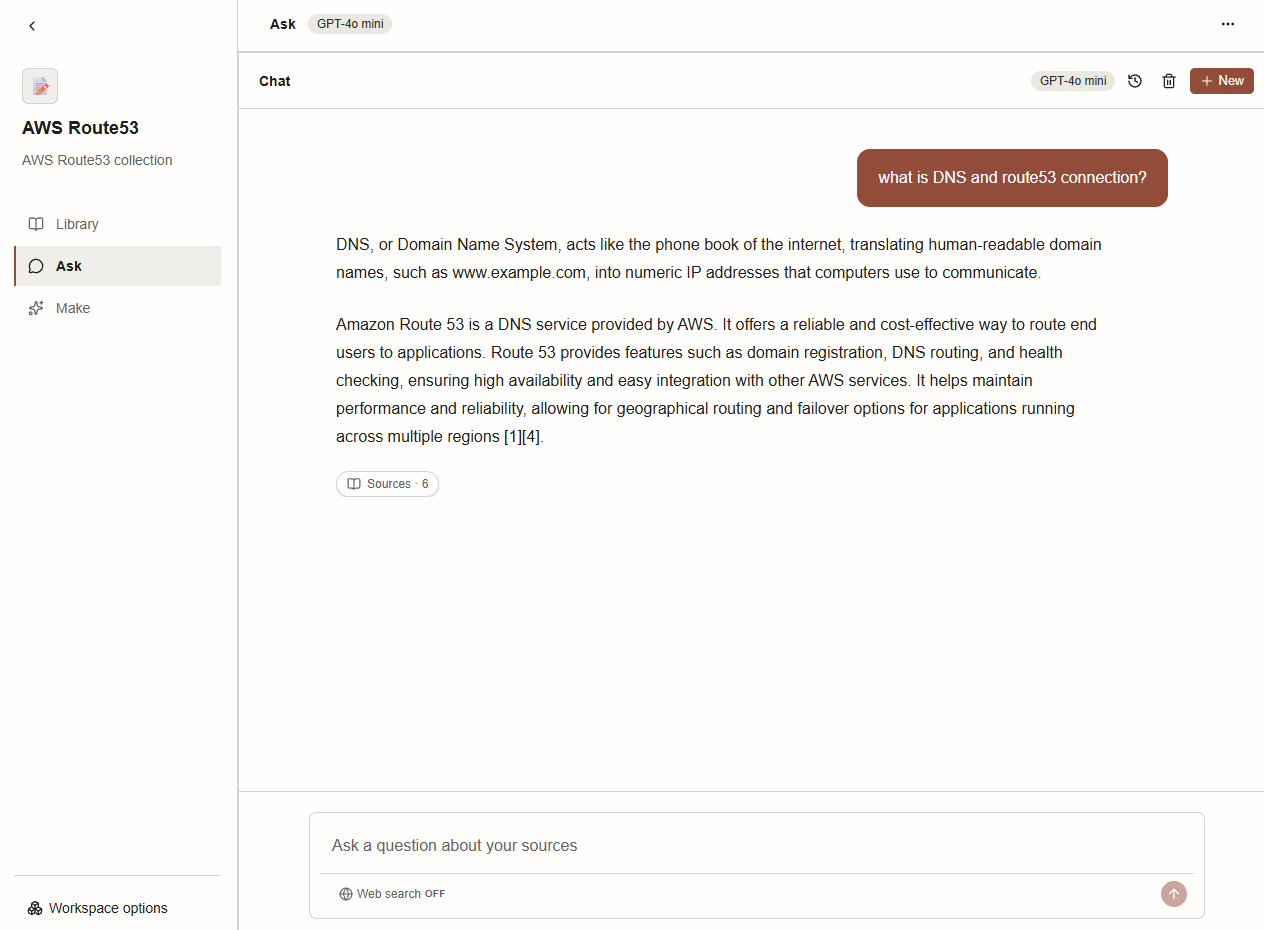 AWS Route53
AWS Route53 collection
Library
Ask
Make
Workspace options
Ask GPT-4o mini
Chat
GPT-4o mini
New
what is DNS and route53 connection?
DNS, or Domain Name System, acts like the phone book of the internet, translating human-readable domain
names, such as www.example.com, into numeric IP addresses that computers use to communicate.
Amazon Route 53 is a DNS service provided by AWS. It offers a reliable and cost-effective way to route end
users to applications. Route 53 provides features such as domain registration, DNS routing, and health
checking, ensuring high availability and easy integration with other AWS services. It helps maintain
performance and reliability, allowing for geographical routing and failover options for applications running
across multiple regions [1][4].
Sources · 6
Ask a question about your sources
Web search OFF